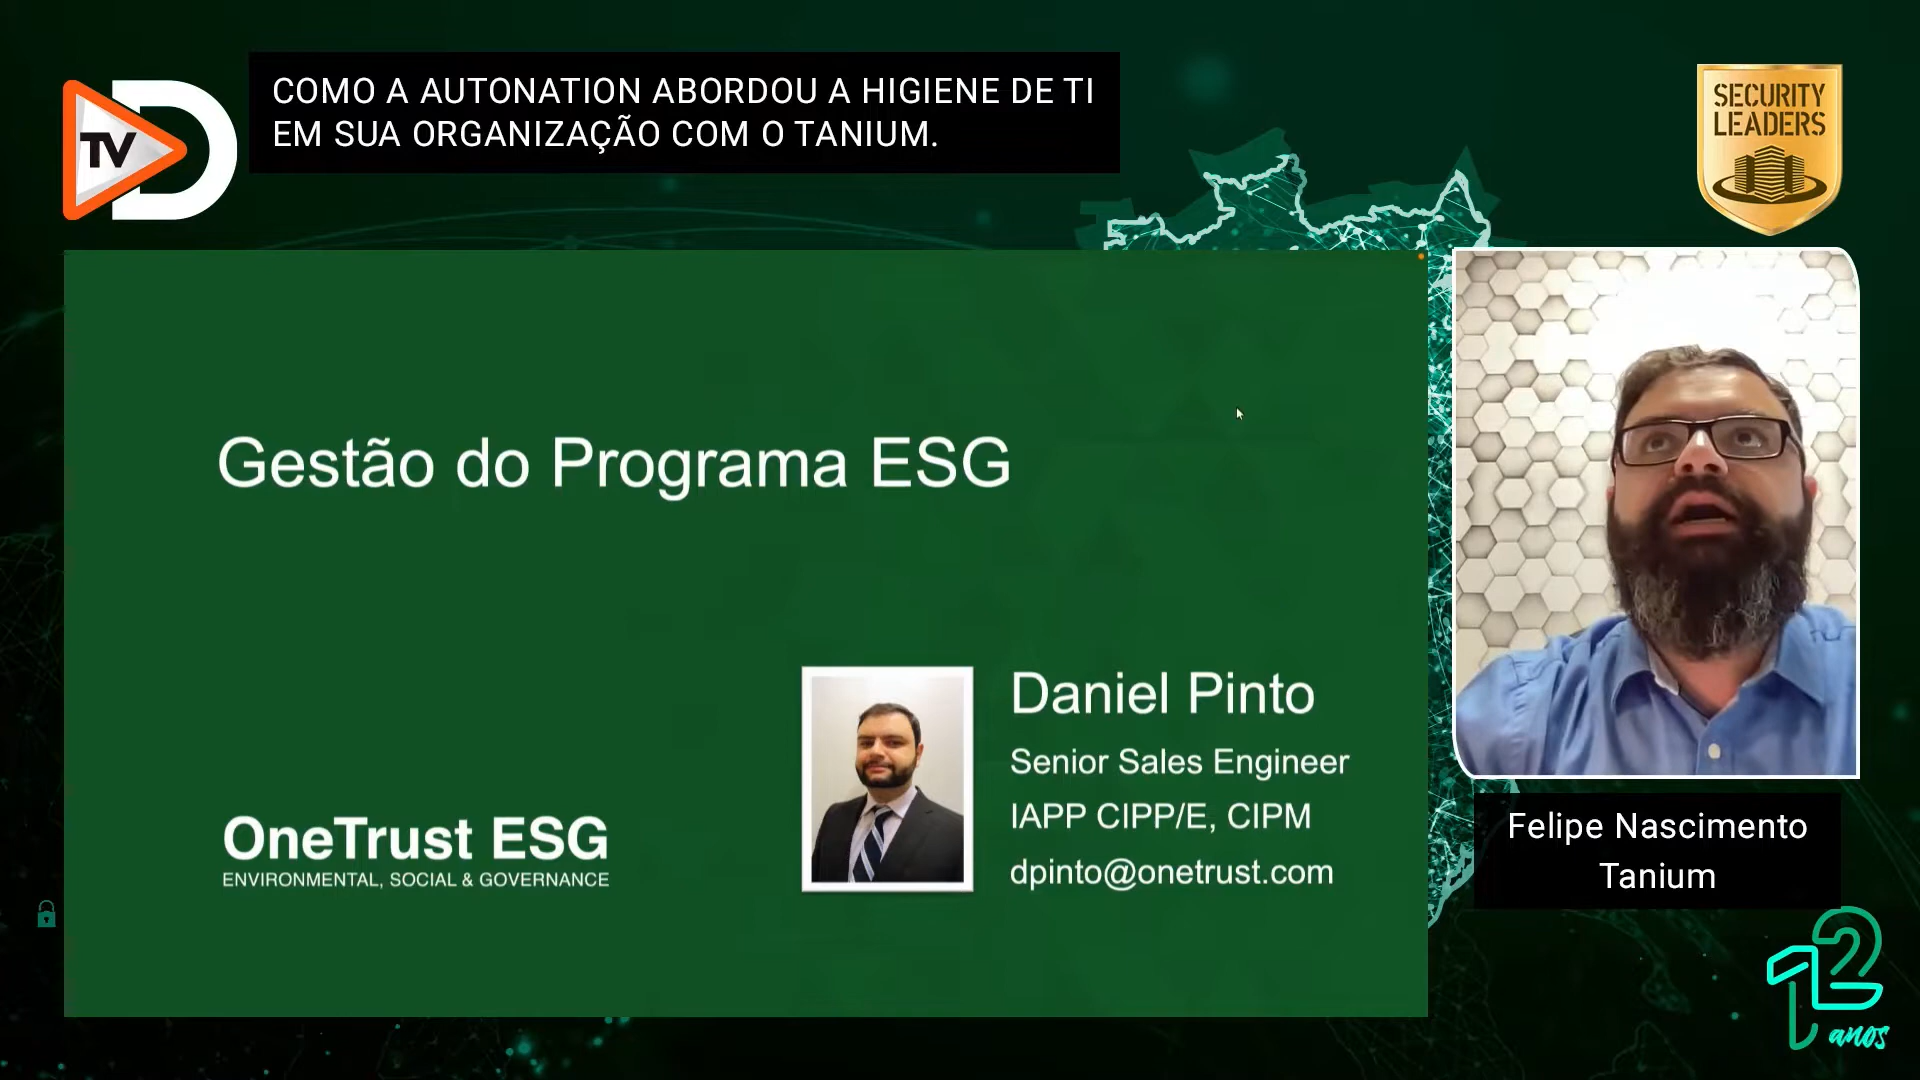 TV D
COMO A AUTONATION ABORDOU A HIGIENE DE TI
EM SUA ORGANIZAÇÃO COM O TANIUM.
SECURITY
LEADERS
Gestão do Programa ESG
Daniel Pinto
Senior Sales Engineer
IAPP CIPP/E, CIPM
dpinto@onetrust.com
OneTrust ESG
ENVIRONMENTAL, SOCIAL & GOVERNANCE
Felipe Nascimento
Tanium
12
anos